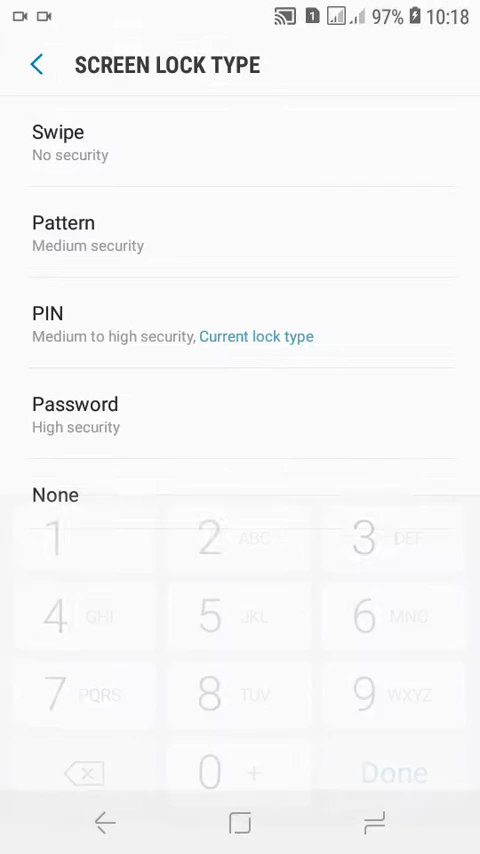 1 97% 10:18
SCREEN LOCK TYPE
Swipe
No security
Pattern
Medium security
PIN
Medium to high security, Current lock type
Password
High security
None
1 2 ABC 3 DEF
4 GHI 5 JKL 6 MNO
7 PQRS 8 TUV 9 WXYZ
0 + Done